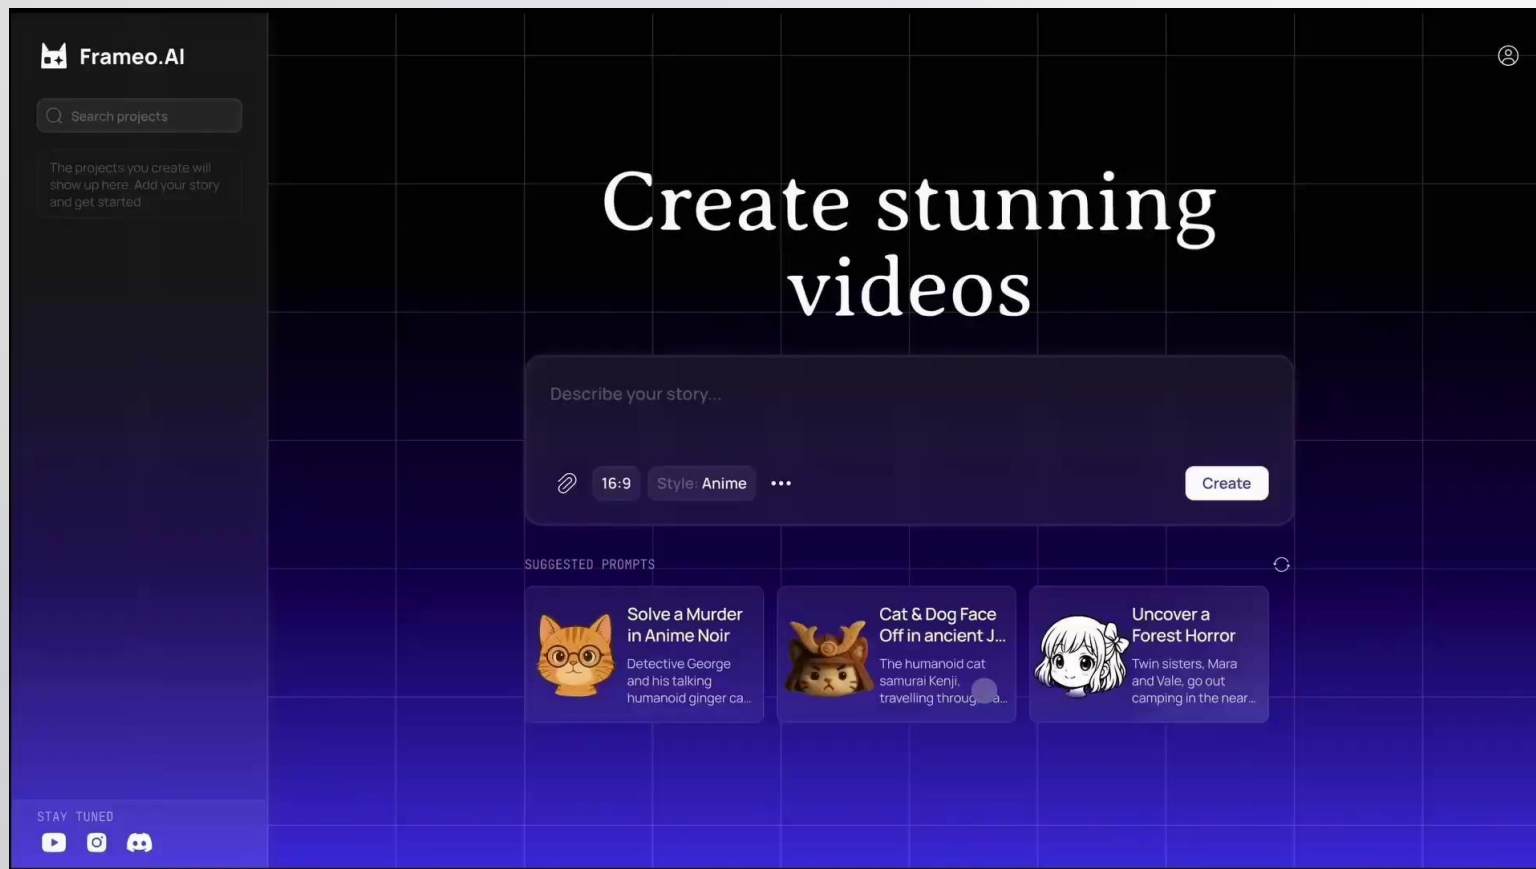 Frameo.AI
Search projects
The projects you create will
show up here. Add your story
and get started
Create stunning
videos
Describe your story...
16:9
Style: Anime
Create
SUGGESTED PROMPTS
Solve a Murder
in Anime Noir
Detective George
and his talking
humanoid ginger ca...
Cat & Dog Face
Off in ancient J...
The humanoid cat
samurai Kenji,
travelling through a...
Uncover a
Forest Horror
Twin sisters, Mara
and Vale, go out
camping in the near...
STAY TUNED